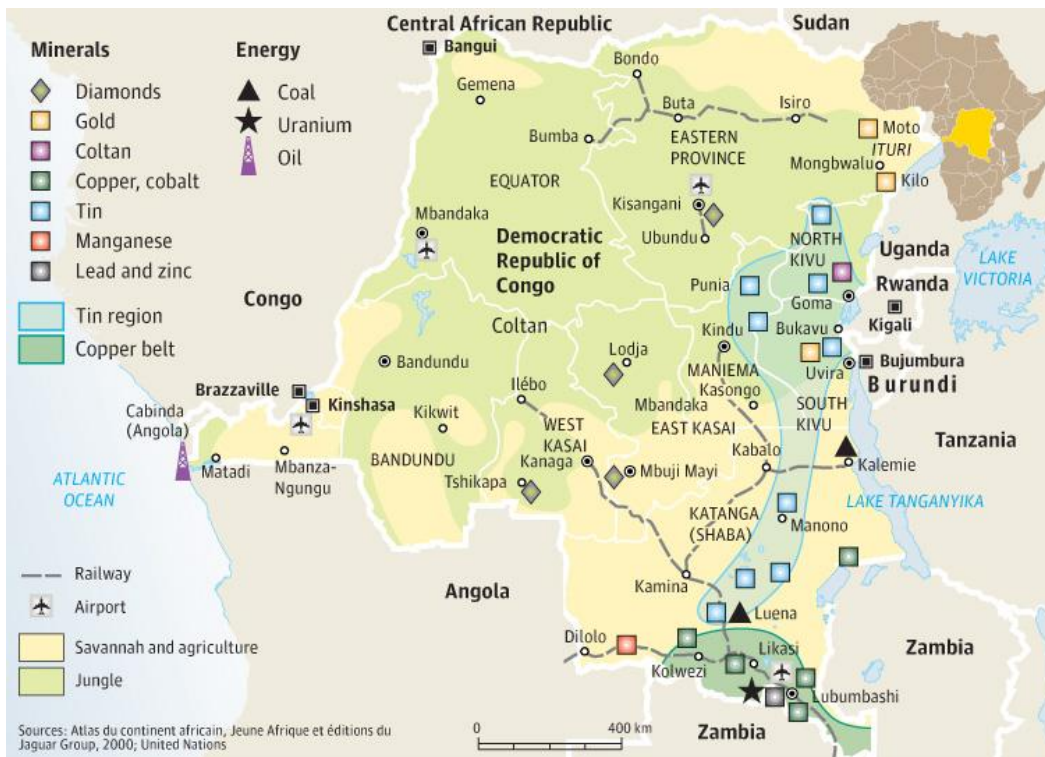 Minerals
Diamonds
Gold
Coltan
Copper, cobalt
Tin
Manganese
Lead and zinc
Tin region
Copper belt
Energy
Coal
Uranium
Oil
Central African Republic
Sudan
Bangui
Bondo
Gemena
Buta
Isiro
Moto
ITURI
Bumba
EASTERN
PROVINCE
Mongbwalu
Kilo
EQUATOR
Kisangani
Mbandaka
Ubundu
NORTH
KIVU
Uganda
LAKE
VICTORIA
Democratic
Republic of
Congo
Punia
Rwanda
Congo
Goma
Kigali
Coltan
Kindu
Bukavu
Bandundu
Lodja
Bujumbura
MANIEMA
Uvira
Burundi
Brazzaville
Kinshasa
Ilébo
Kasongo
Cabinda
(Angola)
Kikwit
WEST
KASAI
Mbandaka
EAST KASAI
SOUTH
KIVU
Tanzania
Matadi
Mbanza-
Ngungu
BANDUNDU
Kanaga
Tshikapa
Mbuji Mayi
Kabalo
Kalemie
ATLANTIC
OCEAN
KATANGA
(SHABA)
Manono
LAKE TANGANYIKA
Railway
Airport
Angola
Kamina
Luena
Savannah and agriculture
Jungle
Dilolo
Kolwezi
Likasi
Lubumbashi
Zambia
Zambia
Sources: Atlas du continent africain, Jeune Afrique et éditions du
Jaguar Group, 2000; United Nations
0 400 km